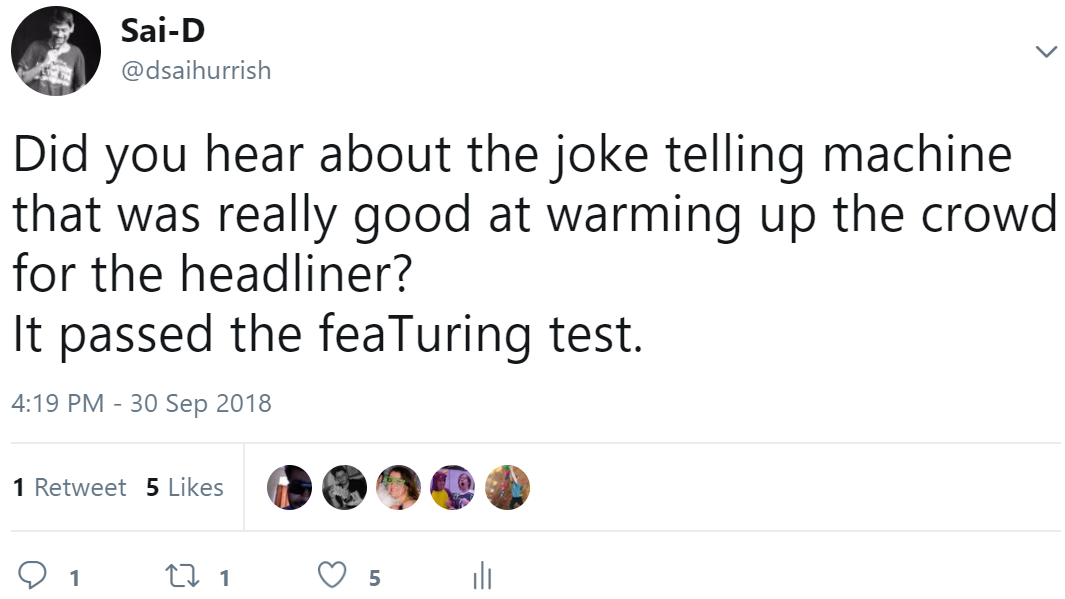 Sai-D
@dsaihurrish
Did you hear about the joke telling machine
that was really good at warming up the crowd
for the headliner?
It passed the feaTuring test.
4:19 PM - 30 Sep 2018
1 Retweet 5 Likes
1 1 5